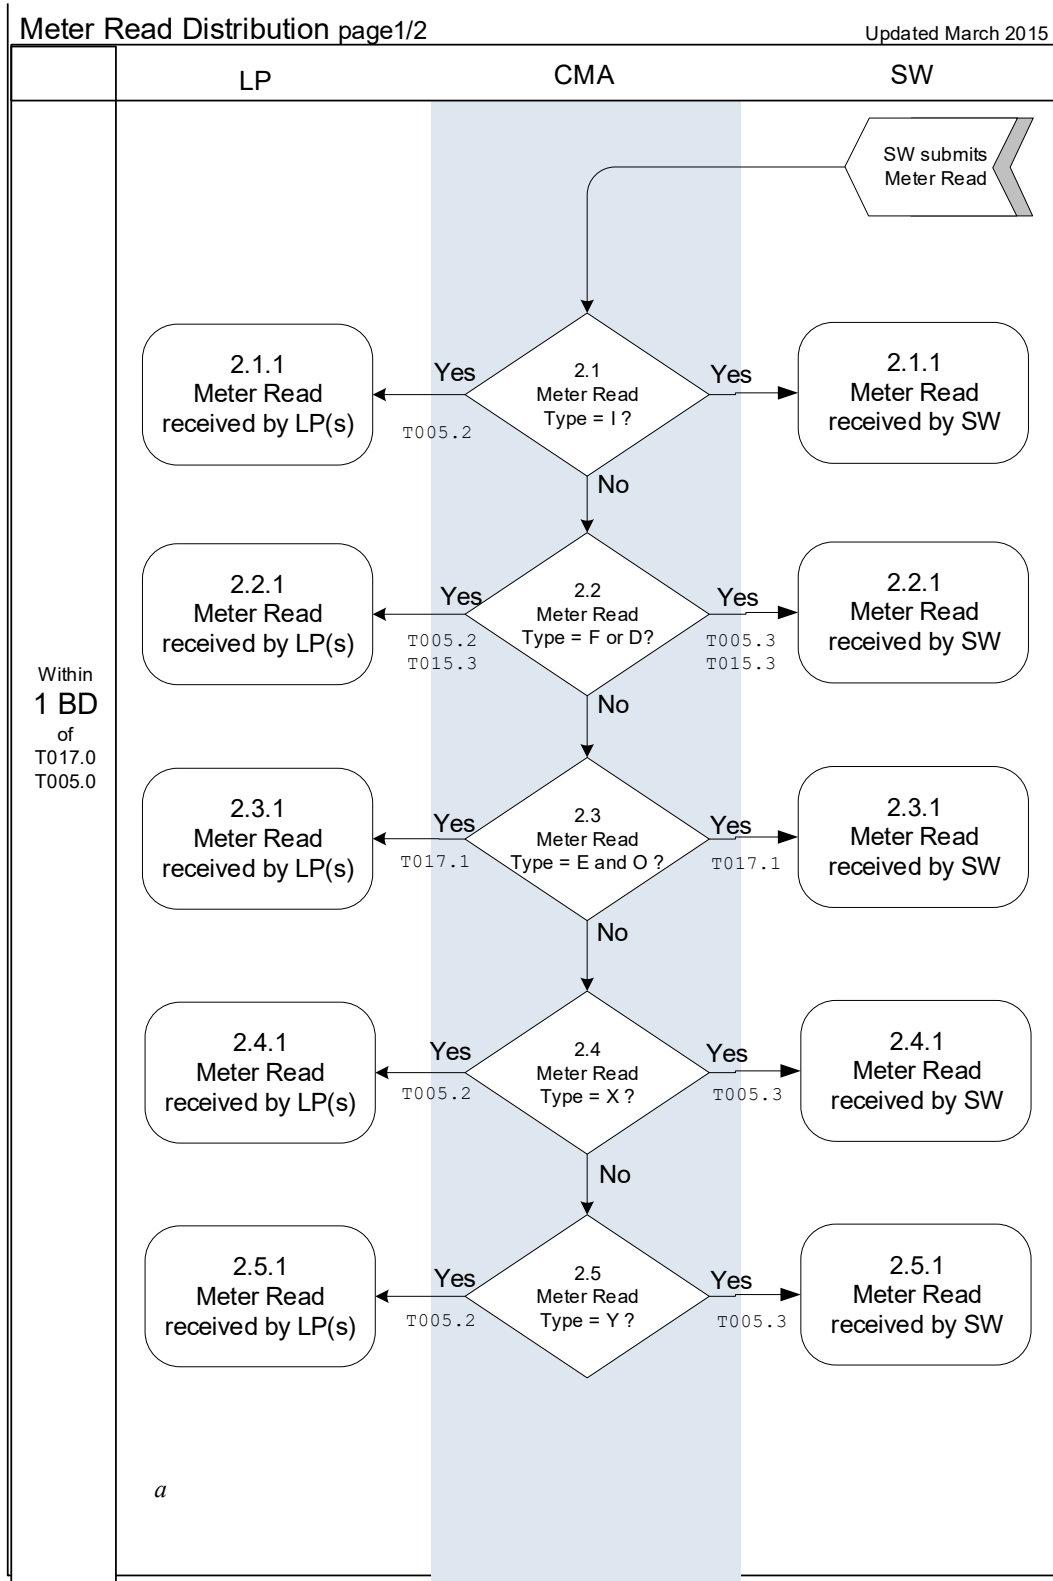 Meter Read Distribution page1/2
Updated March 2015
LP
CMA
SW
SW submits
Meter Read
Within
1 BD
of
T017.0
T005.0
2.1.1
Meter Read
received by LP(s)
Yes
T005.2
2.1
Meter Read
Type = I ?
Yes
2.1.1
Meter Read
received by SW
No
2.2.1
Meter Read
received by LP(s)
Yes
T005.2
T015.3
2.2
Meter Read
Type = F or D?
Yes
T005.3
T015.3
2.2.1
Meter Read
received by SW
No
2.3.1
Meter Read
received by LP(s)
Yes
T017.1
2.3
Meter Read
Type = E and O ?
Yes
T017.1
2.3.1
Meter Read
received by SW
No
2.4.1
Meter Read
received by LP(s)
Yes
T005.2
2.4
Meter Read
Type = X ?
Yes
T005.3
2.4.1
Meter Read
received by SW
No
2.5.1
Meter Read
received by LP(s)
Yes
T005.2
2.5
Meter Read
Type = Y ?
Yes
T005.3
2.5.1
Meter Read
received by SW
a